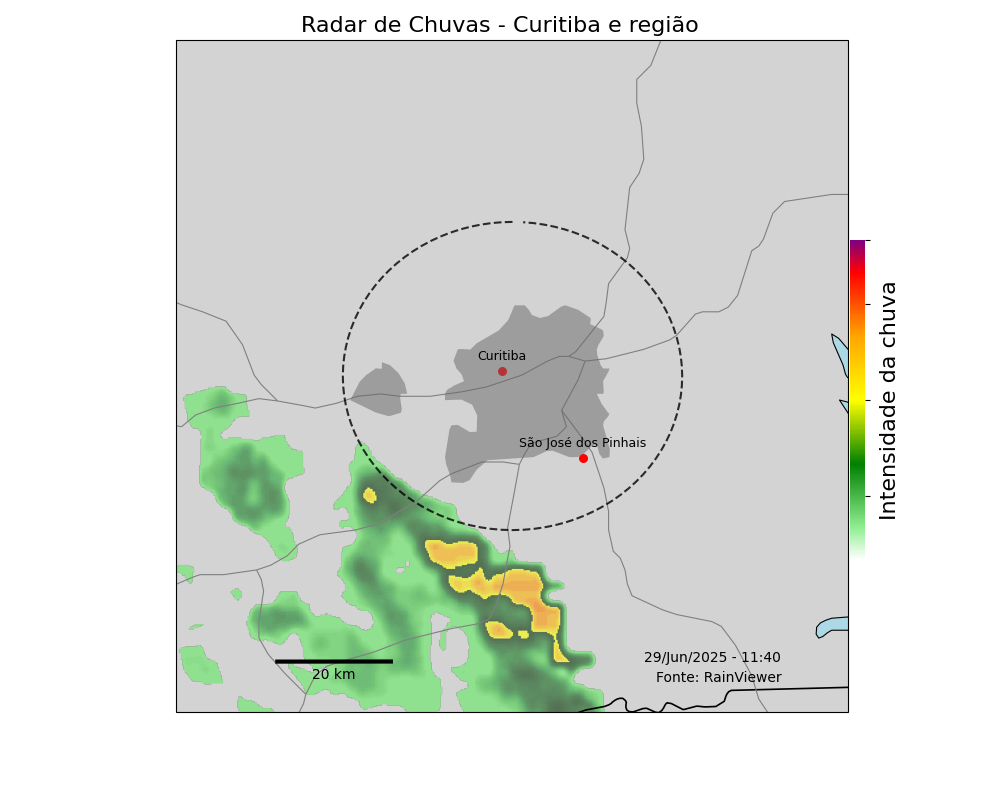 Radar de Chuvas - Curitiba e região
Curitiba
São José dos Pinhais
Intensidade da chuva
29/Jun/2025 - 11:40
Fonte: RainViewer
20 km